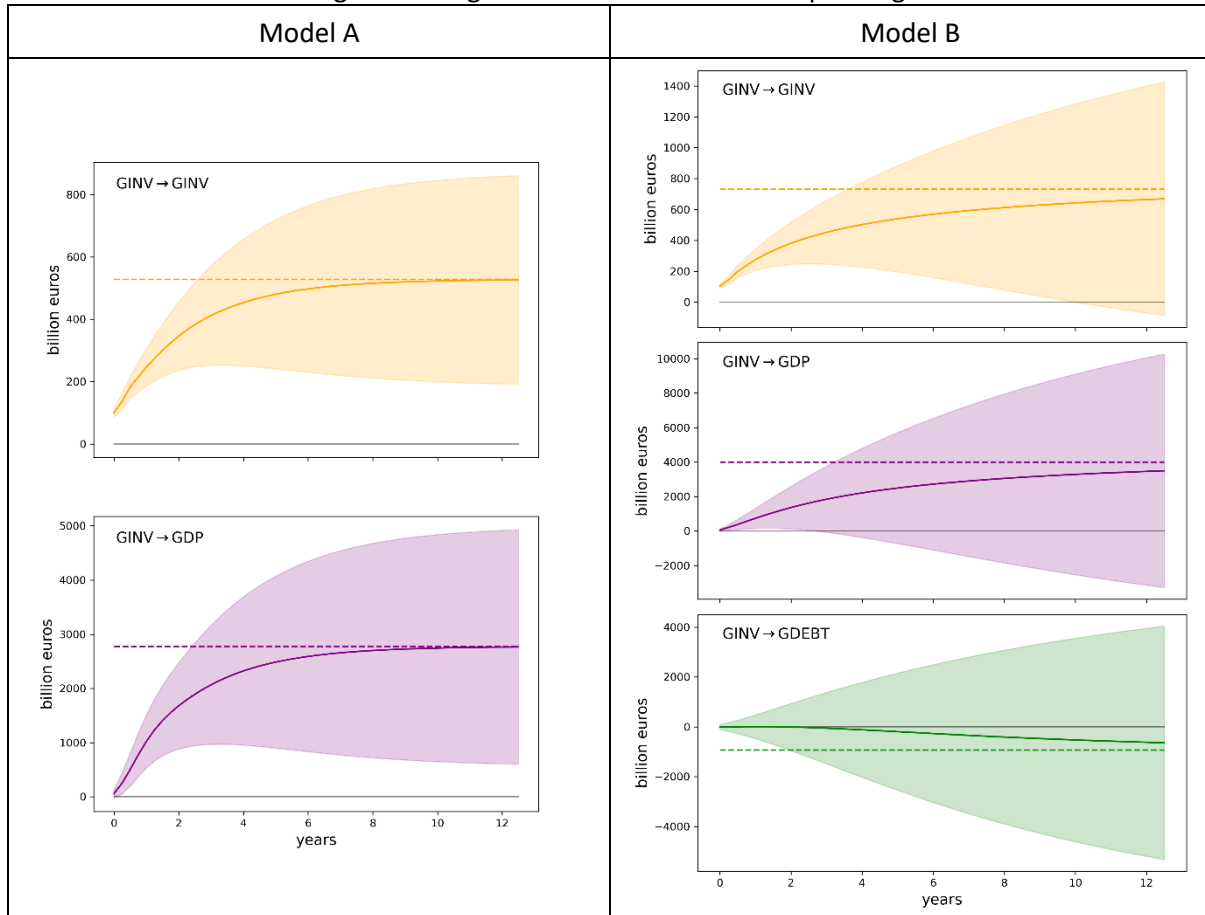 Model A
Model B
GINV → GINV
800
600
400
200
0
billion euros
GINV → GDP
5000
4000
3000
2000
1000
0
billion euros
0 2 4 6 8 10 12
years
GINV → GINV
1400
1200
1000
800
600
400
200
0
billion euros
GINV → GDP
10000
8000
6000
4000
2000
0
−2000
billion euros
GINV → GDEBT
4000
2000
0
−2000
−4000
billion euros
0 2 4 6 8 10 12
years